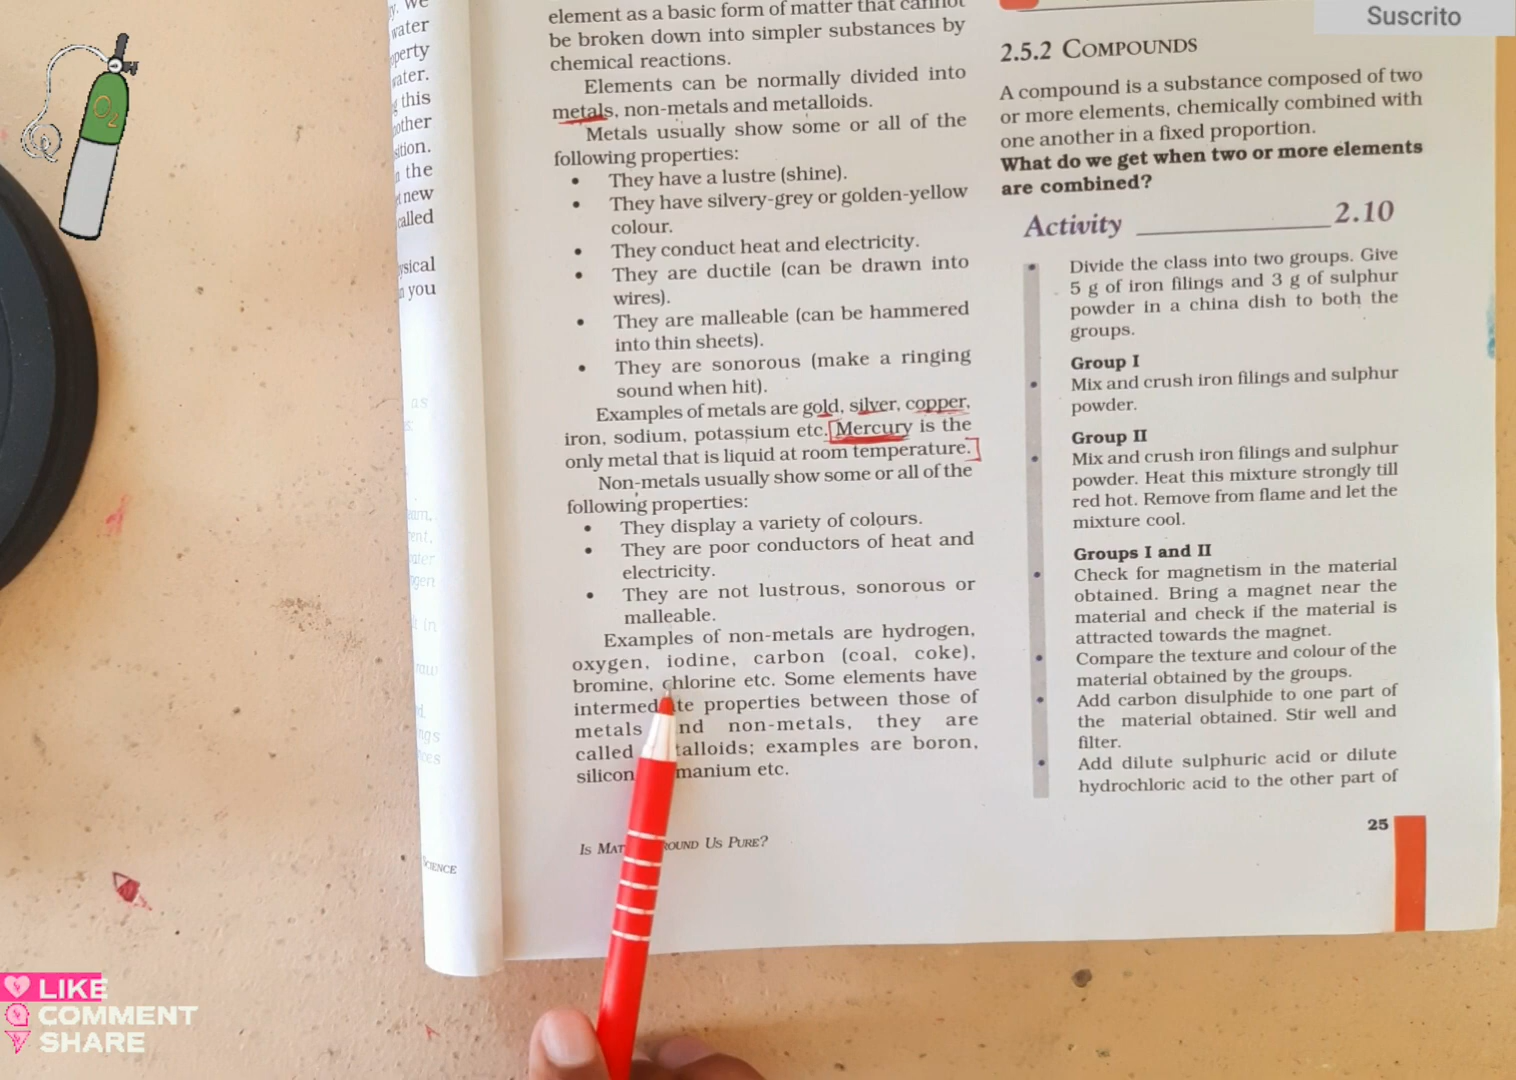 y. We
water
water.
this
the
new
called
you
SCIENCE
element as a basic form of matter that cannot
be broken down into simpler substances by
chemical reactions.
Elements can be normally divided into
metals, non-metals and metalloids.
Metals usually show some or all of the
following properties:
• They have a lustre (shine).
• They have silvery-grey or golden-yellow
colour.
• They conduct heat and electricity.
• They are ductile (can be drawn into
wires).
• They are malleable (can be hammered
into thin sheets).
• They are sonorous (make a ringing
sound when hit).
Examples of metals are gold, silver, copper,
iron, sodium, potassium etc. Mercury is the
only metal that is liquid at room temperature.
Non-metals usually show some or all of the
following properties:
• They display a variety of colours.
• They are poor conductors of heat and
electricity.
• They are not lustrous, sonorous or
malleable.
Examples of non-metals are hydrogen,
oxygen, iodine, carbon (coal, coke),
bromine, chlorine etc. Some elements have
properties between those of
metals non-metals, they are
called examples are boron,
silicon etc.
IS US PURE?
2.5.2 COMPOUNDS
A compound is a substance composed of two
or more elements, chemically combined with
one another in a fixed proportion.
What do we get when two or more elements
are combined?
Activity 2.10
• Divide the class into two groups. Give
5 g of iron filings and 3 g of sulphur
powder in a china dish to both the
groups.
Group I
• Mix and crush iron filings and sulphur
powder.
Group II
• Mix and crush iron filings and sulphur
powder. Heat this mixture strongly till
red hot. Remove from flame and let the
mixture cool.
Groups I and II
• Check for magnetism in the material
obtained. Bring a magnet near the
material and check if the material is
attracted towards the magnet.
• Compare the texture and colour of the
material obtained by the groups.
• Add carbon disulphide to one part of
the material obtained. Stir well and
filter.
• Add dilute sulphuric acid or dilute
hydrochloric acid to the other part of
25
Suscrito
O2
LIKE
COMMENT
SHARE